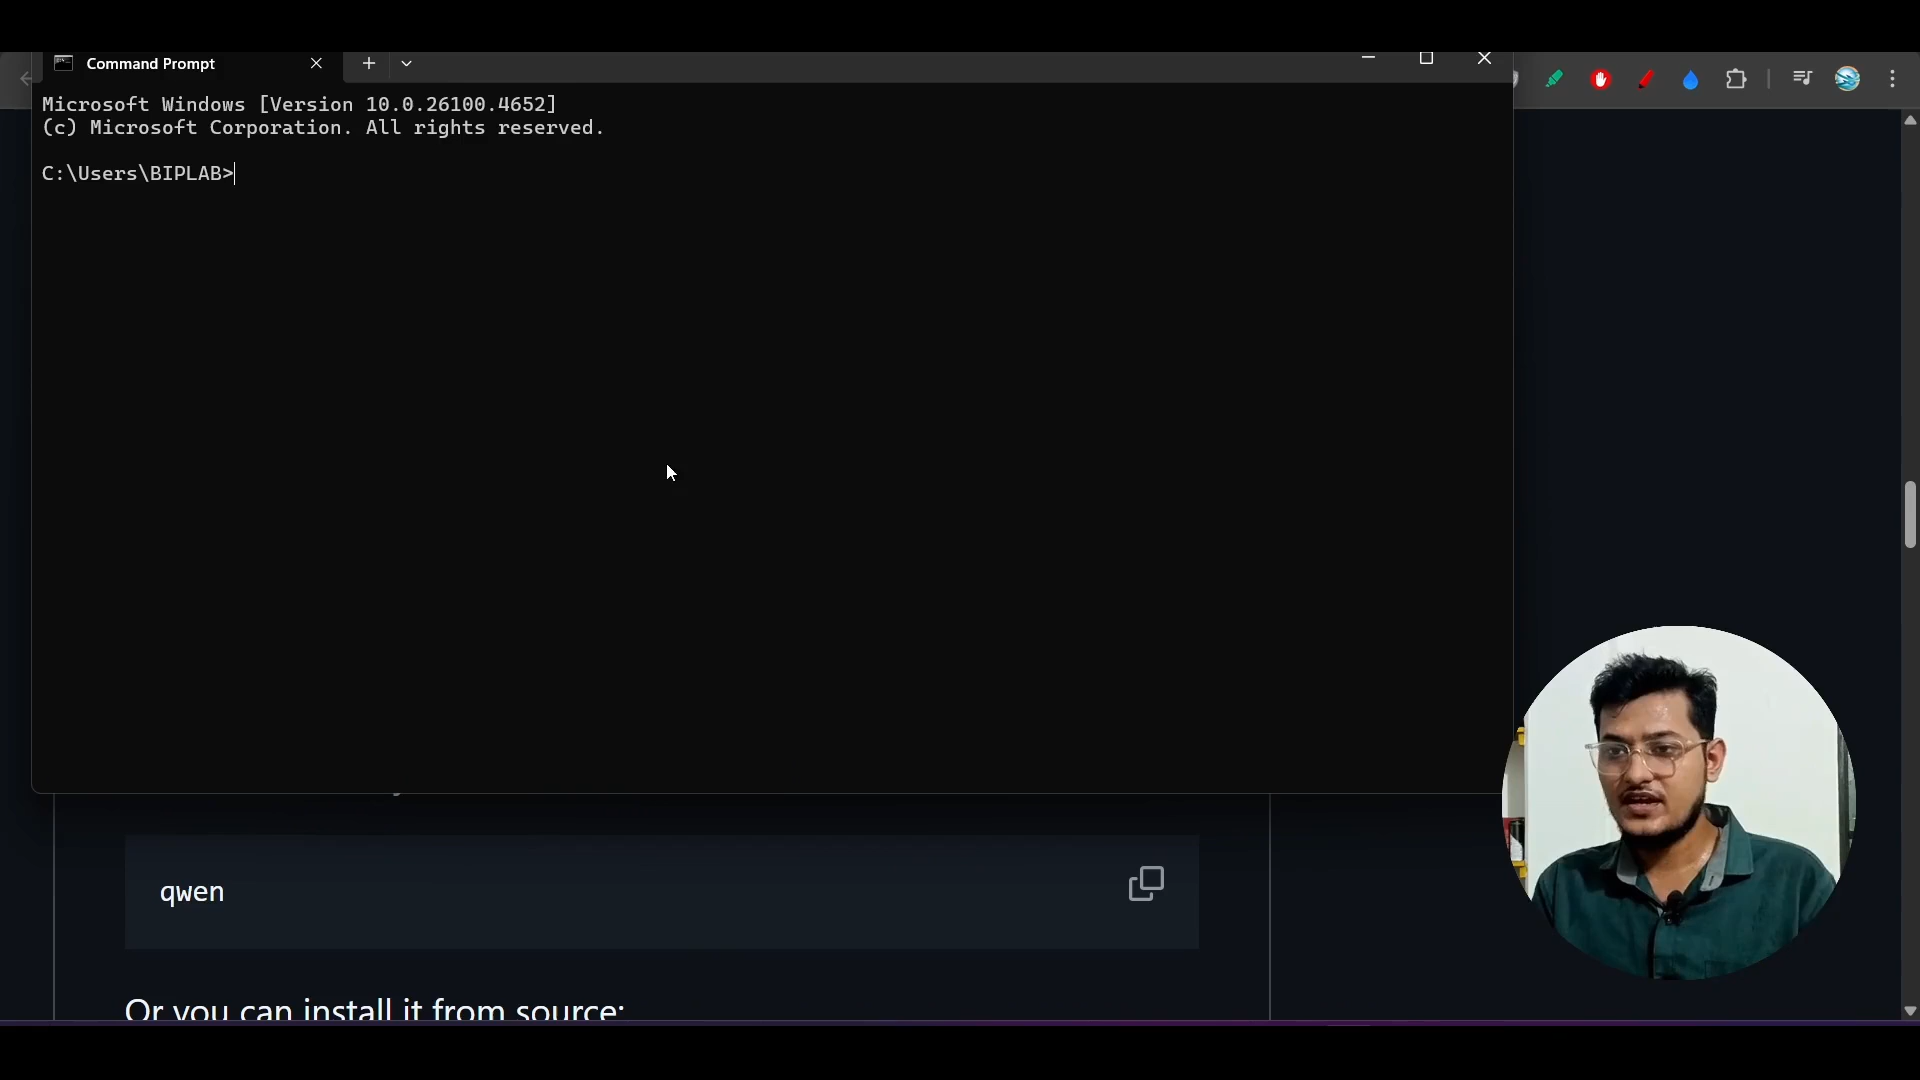 Command Prompt
Microsoft Windows [Version 10.0.26100.4652]
(c) Microsoft Corporation. All rights reserved.
C:\Users\BIPLAB>
qwen
Or you can install it from source: